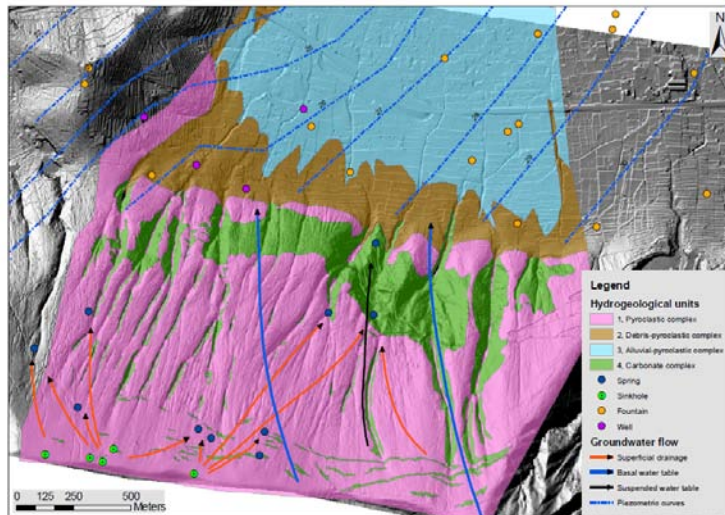 N
Legend
Hydrogeological units
1, Pyroclastic complex
2, Debris-pyroclastic complex
3, Alluvial-pyroclastic complex
4, Carbonate complex
Spring
Sinkhole
Fountain
Well
Groundwater flow
Superficial drainage
Basal water table
Suspended water table
Piezometric curves
0 125 250 500
Meters